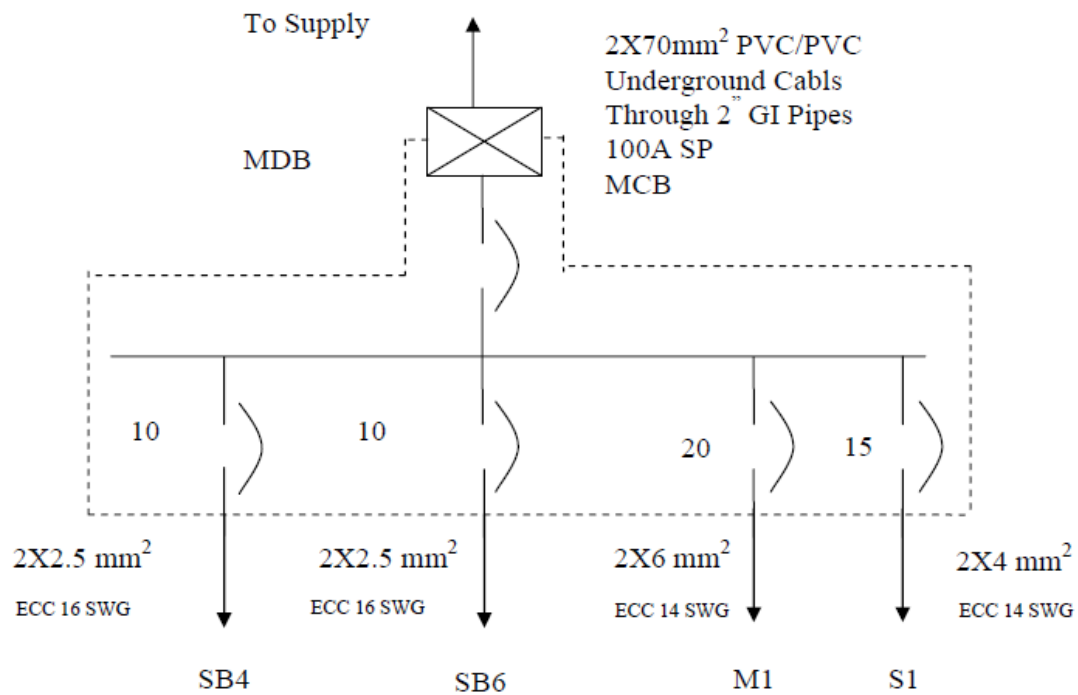 To Supply
2X70mm² PVC/PVC
Underground Cabls
Through 2” GI Pipes
100A SP
MCB
MDB
10
10
20
15
2X2.5 mm²
ECC 16 SWG
2X2.5 mm²
ECC 16 SWG
2X6 mm²
ECC 14 SWG
2X4 mm²
ECC 14 SWG
SB4
SB6
M1
S1